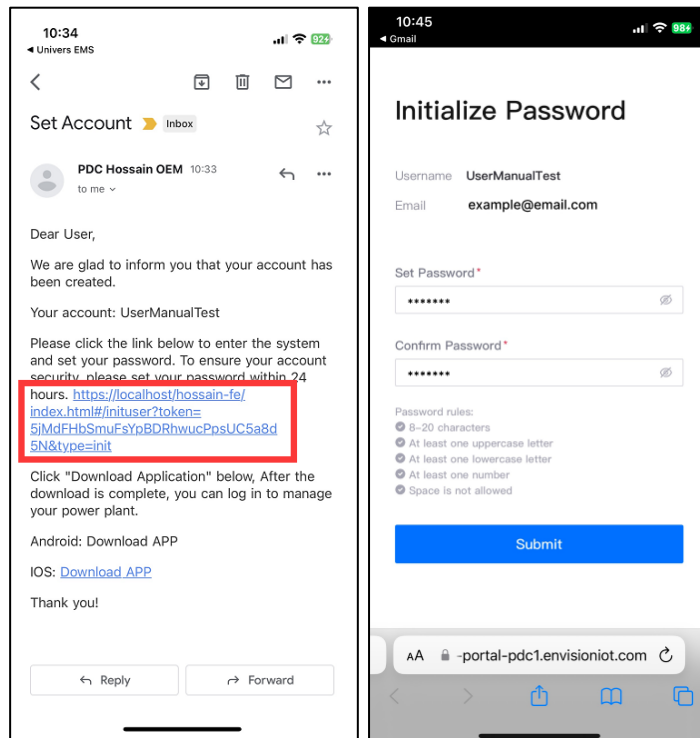 10:34
92
◀ Univers EMS
Set Account
Inbox
PDC Hossain OEM 10:33
to me
Dear User,
We are glad to inform you that your account has
been created.
Your account: UserManualTest
Please click the link below to enter the system
and set your password. To ensure your account
security, please set your password within 24
hours. https://localhost/hossain-fe/
index.html#/inituser?token=
5jMdFHbSmuFsYpBDRhwucPpsUC5a8d
5N&type=init
Click "Download Application" below, After the
download is complete, you can log in to manage
your power plant.
Android: Download APP
IOS: Download APP
Thank you!
Reply
Forward
10:45
98
◀ Gmail
Initialize Password
Username UserManualTest
Email example@email.com
Set Password*
•••••••
Confirm Password*
•••••••
Password rules:
8-20 characters
At least one uppercase letter
At least one lowercase letter
At least one number
Space is not allowed
Submit
AA -portal-pdc1.envisioniot.com